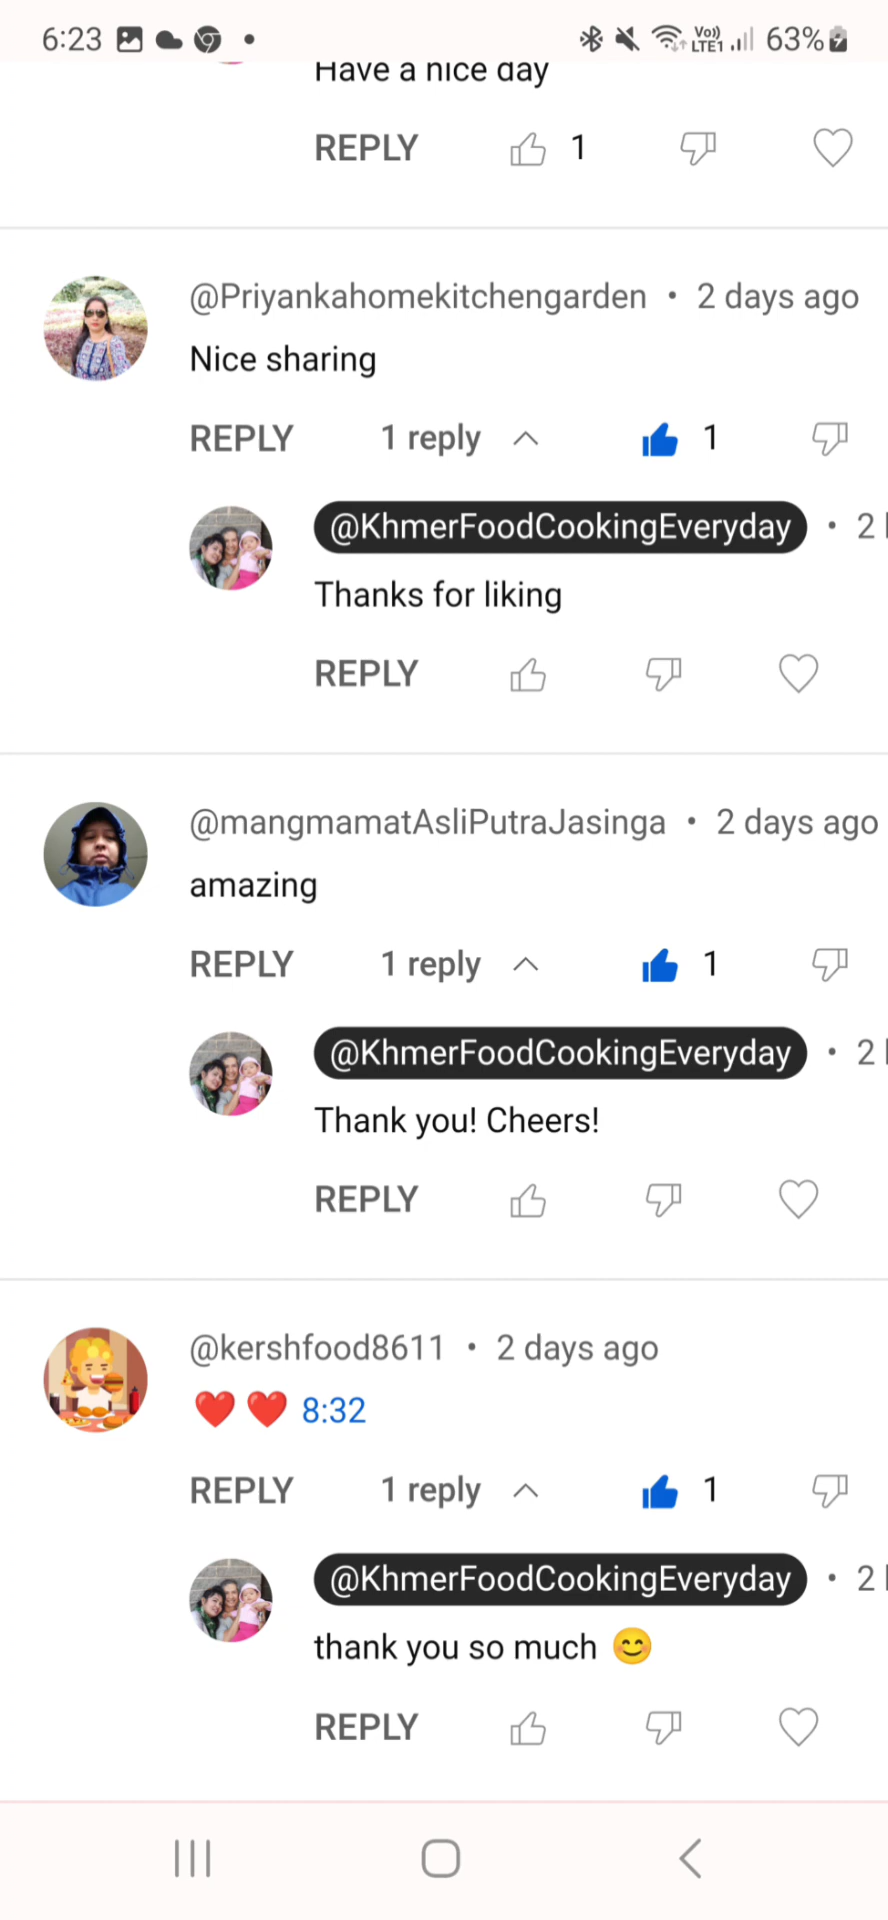 6:23 Vo)) LTE1 63%
Have a nice day
REPLY 1
@Priyankahomekitchengarden • 2 days ago
Nice sharing
REPLY 1 reply 1
@KhmerFoodCookingEveryday • 2
Thanks for liking
REPLY
@mangmamatAsliPutraJasinga • 2 days ago
amazing
REPLY 1 reply 1
@KhmerFoodCookingEveryday • 2
Thank you! Cheers!
REPLY
@kershfood8611 • 2 days ago
❤️ ❤️ 8:32
REPLY 1 reply 1
@KhmerFoodCookingEveryday • 2
thank you so much 😊
REPLY